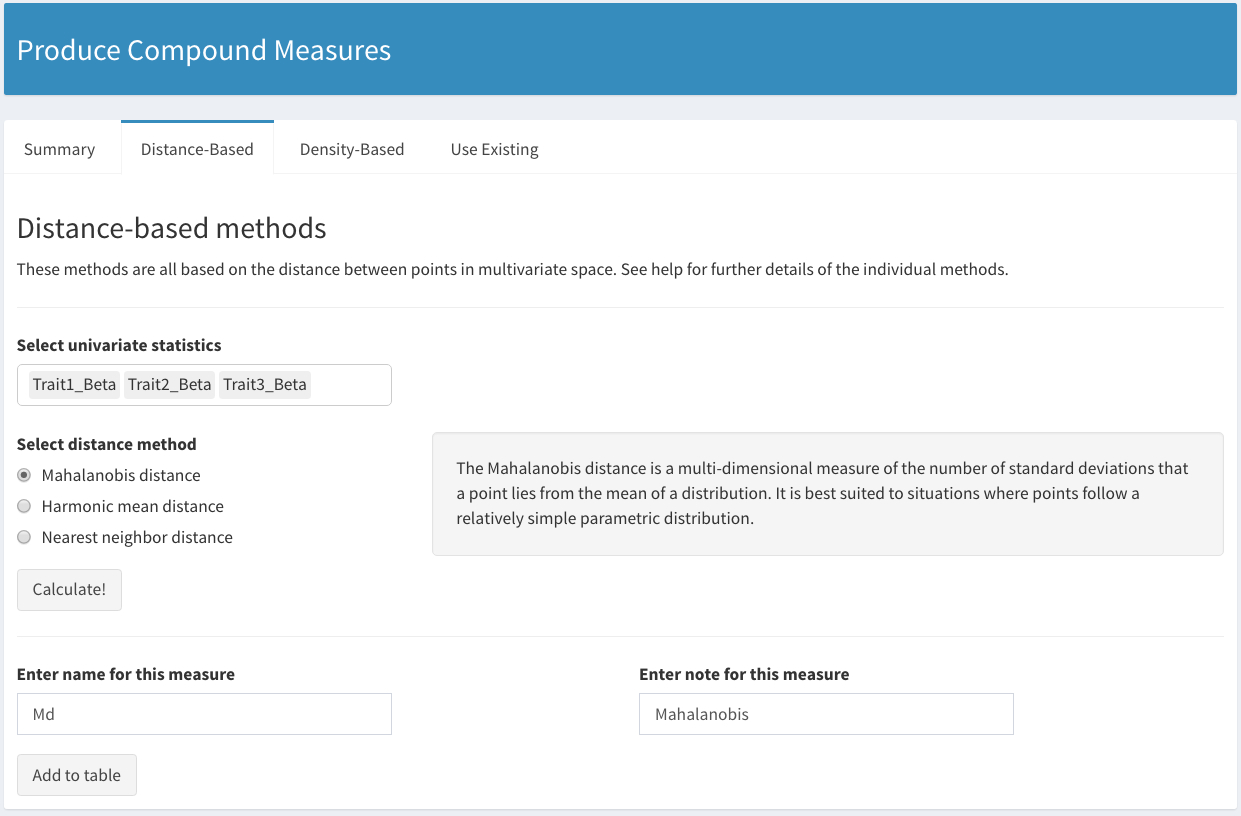 Produce Compound Measures
Summary Distance-Based Density-Based Use Existing
Distance-based methods
These methods are all based on the distance between points in multivariate space. See help for further details of the individual methods.
Select univariate statistics
Trait1_Beta Trait2_Beta Trait3_Beta
Select distance method
Mahalanobis distance
Harmonic mean distance
Nearest neighbor distance
The Mahalanobis distance is a multi-dimensional measure of the number of standard deviations that
a point lies from the mean of a distribution. It is best suited to situations where points follow a
relatively simple parametric distribution.
Calculate!
Enter name for this measure
Md
Enter note for this measure
Mahalanobis
Add to table